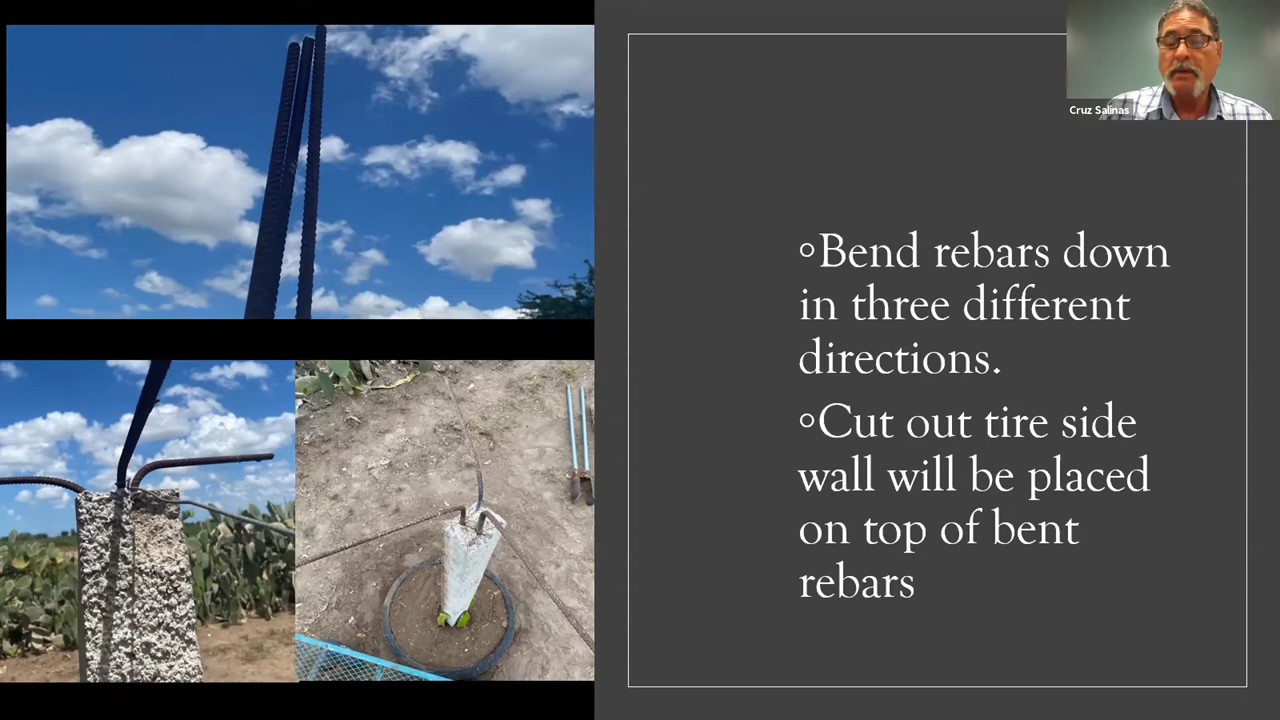 Cruz Salinas
◦Bend rebars down
in three different
directions.
◦Cut out tire side
wall will be placed
on top of bent
rebars